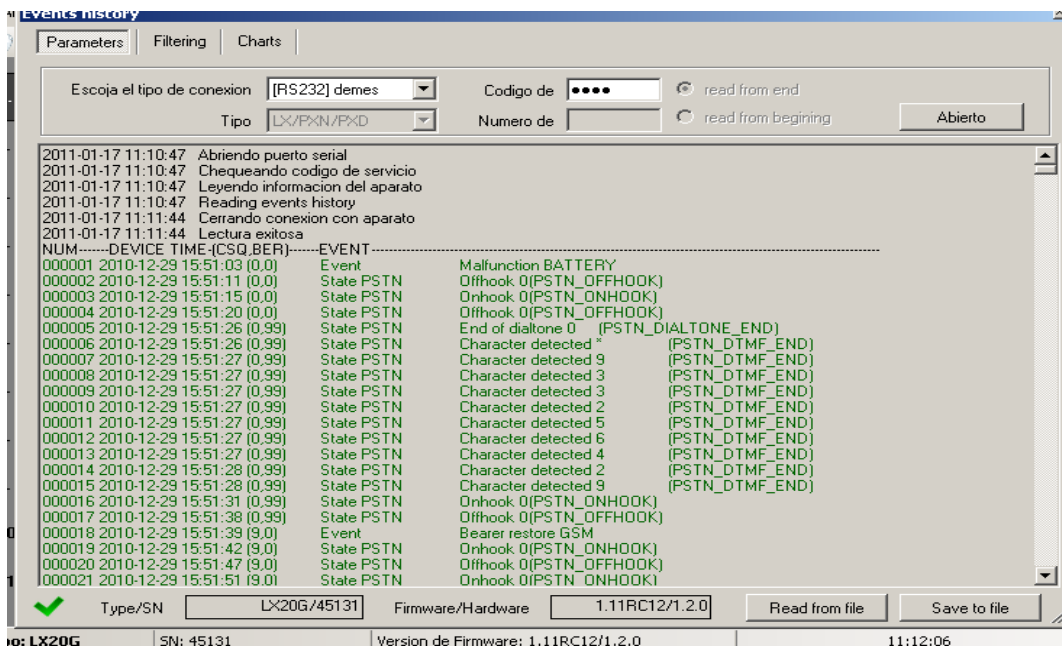 Events history
Parameters Filtering Charts
Escoja el tipo de conexion [RS232] demes Codigo de •••• read from end
Tipo LX/PXN/PXD Numero de read from begining Abierto
2011-01-17 11:10:47 Abriendo puerto serial
2011-01-17 11:10:47 Chequeando codigo de servicio
2011-01-17 11:10:47 Leyendo informacion del aparato
2011-01-17 11:10:47 Reading events history
2011-01-17 11:11:44 Cerrando conexion con aparato
2011-01-17 11:11:44 Lectura exitosa
NUM-------DEVICE TIME-(CSQ,BER)-------EVENT-------
000001 2010-12-29 15:51:03 (0,0) Event Malfunction BATTERY
000002 2010-12-29 15:51:11 (0,0) State PSTN Offhook 0(PSTN_OFFHOOK)
000003 2010-12-29 15:51:15 (0,0) State PSTN Onhook 0(PSTN_ONHOOK)
000004 2010-12-29 15:51:20 (0,0) State PSTN Offhook 0(PSTN_OFFHOOK)
000005 2010-12-29 15:51:26 (0,99) State PSTN End of dialtone 0 (PSTN_DIALTONE_END)
000006 2010-12-29 15:51:26 (0,99) State PSTN Character detected * (PSTN_DTMF_END)
000007 2010-12-29 15:51:27 (0,99) State PSTN Character detected 9 (PSTN_DTMF_END)
000008 2010-12-29 15:51:27 (0,99) State PSTN Character detected 3 (PSTN_DTMF_END)
000009 2010-12-29 15:51:27 (0,99) State PSTN Character detected 3 (PSTN_DTMF_END)
000010 2010-12-29 15:51:27 (0,99) State PSTN Character detected 2 (PSTN_DTMF_END)
000011 2010-12-29 15:51:27 (0,99) State PSTN Character detected 5 (PSTN_DTMF_END)
000012 2010-12-29 15:51:27 (0,99) State PSTN Character detected 6 (PSTN_DTMF_END)
000013 2010-12-29 15:51:27 (0,99) State PSTN Character detected 4 (PSTN_DTMF_END)
000014 2010-12-29 15:51:28 (0,99) State PSTN Character detected 2 (PSTN_DTMF_END)
000015 2010-12-29 15:51:28 (0,99) State PSTN Character detected 9 (PSTN_DTMF_END)
000016 2010-12-29 15:51:31 (0,99) State PSTN Onhook 0(PSTN_ONHOOK)
000017 2010-12-29 15:51:38 (0,99) State PSTN Offhook 0(PSTN_OFFHOOK)
000018 2010-12-29 15:51:39 (9,0) Event Bearer restore GSM
000019 2010-12-29 15:51:42 (9,0) State PSTN Onhook 0(PSTN_ONHOOK)
000020 2010-12-29 15:51:47 (9,0) State PSTN Offhook 0(PSTN_OFFHOOK)
000021 2010-12-29 15:51:51 (9,0) State PSTN Onhook 0(PSTN_ONHOOK)
Type/SN LX20G/45131 Firmware/Hardware 1.11RC12/1.2.0 Read from file Save to file
po: LX20G SN: 45131 Version de Firmware: 1.11RC12/1.2.0 11:12:06